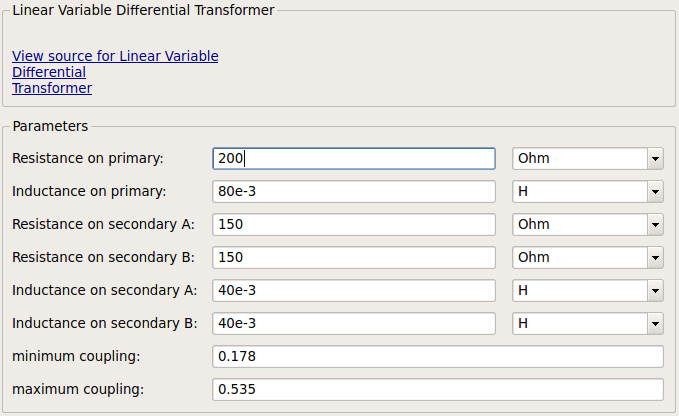 Linear Variable Differential Transformer
View source for Linear Variable
Differential
Transformer
Parameters
Resistance on primary: 200 Ohm
Inductance on primary: 80e-3 H
Resistance on secondary A: 150 Ohm
Resistance on secondary B: 150 Ohm
Inductance on secondary A: 40e-3 H
Inductance on secondary B: 40e-3 H
minimum coupling: 0.178
maximum coupling: 0.535